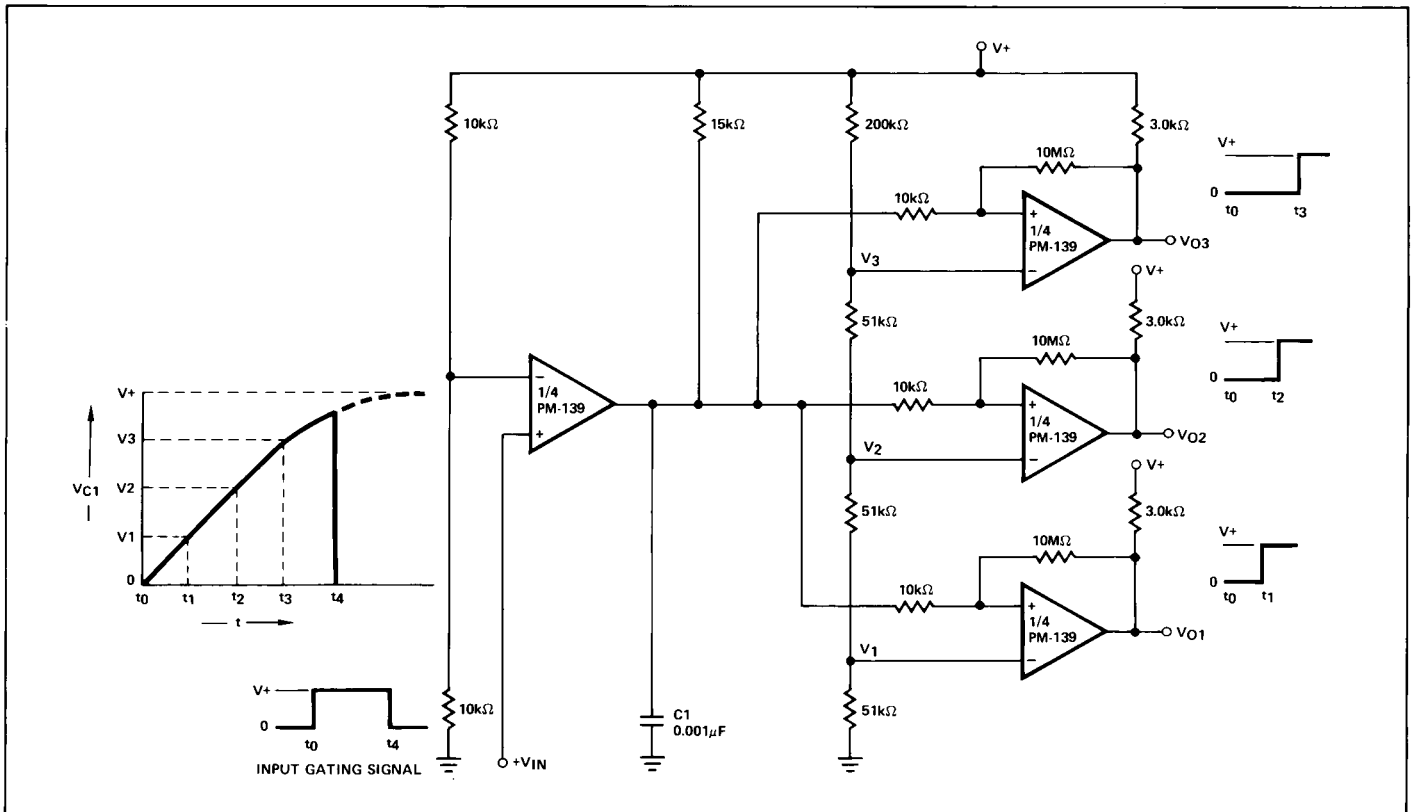 V+
10kΩ
15kΩ
200kΩ
3.0kΩ
10MΩ
V+
0
t0
t3
10kΩ
+
1/4
PM-139
−
VO3
V3
V+
51kΩ
3.0kΩ
10MΩ
V+
0
t0
t2
10kΩ
+
1/4
PM-139
−
VO2
V2
−
1/4
PM-139
+
V+
V3
VC1
V2
V1
0
t0
t1
t2
t3
t4
t
V+
51kΩ
3.0kΩ
10MΩ
V+
0
t0
t1
10kΩ
+
1/4
PM-139
−
VO1
V1
V+
0
t0
t4
INPUT GATING SIGNAL
10kΩ
+VIN
C1
0.001μF
51kΩ